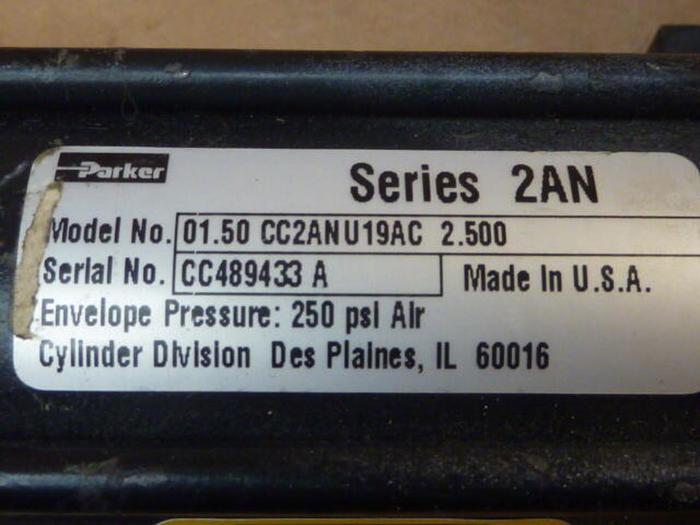 Parker
Series 2AN
Model No. 01.50 CC2ANU19AC 2.500
Serial No. CC489433 A Made In U.S.A.
Envelope Pressure: 250 psI Air
Cylinder Division Des Plaines, IL 60016